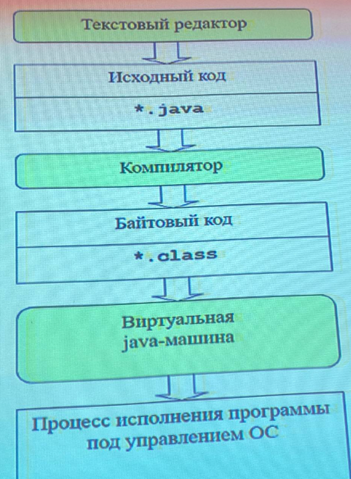 Текстовый редактор
Исходный код
*.java
Компилятор
Байтовый код
*.class
Виртуальная
java-машина
Процесс исполнения программы
под управлением ОС